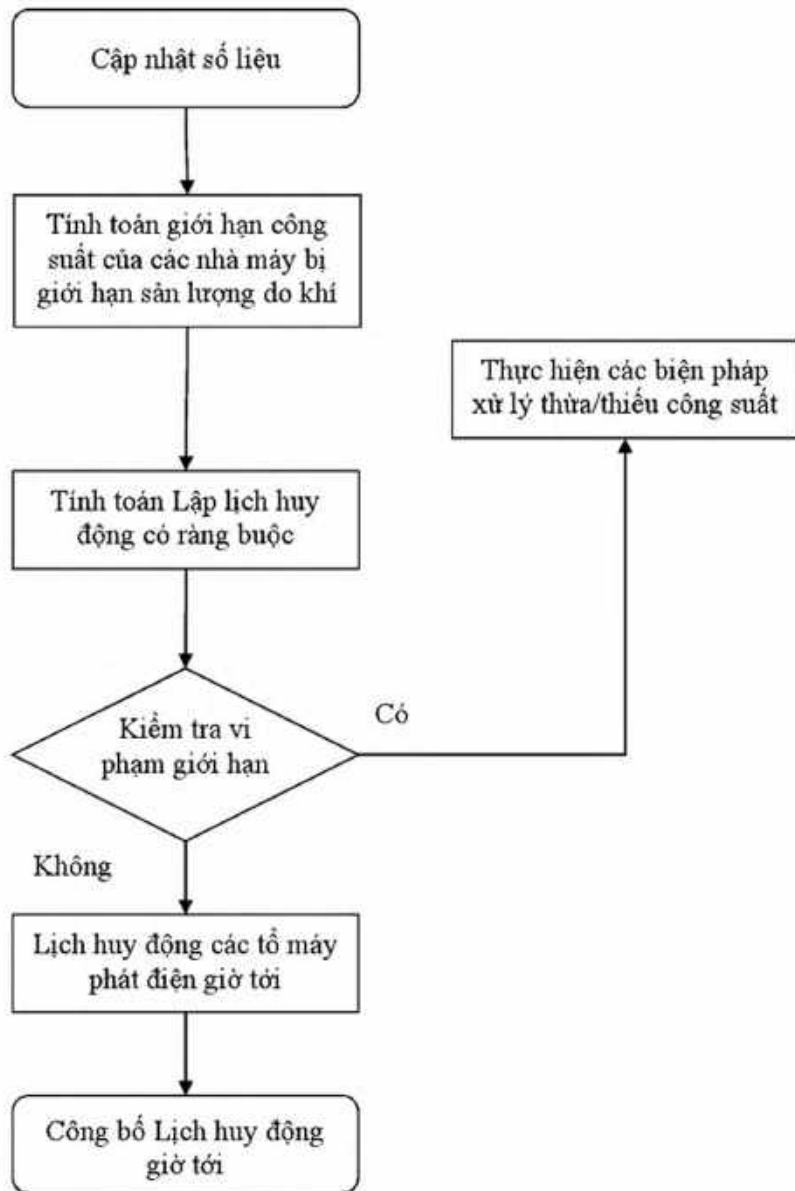 Cập nhật số liệu
Tính toán giới hạn công
suất của các nhà máy bị
giới hạn sản lượng do khí
Thực hiện các biện pháp
xử lý thừa/thiếu công suất
Tính toán Lập lịch huy
động có ràng buộc
Kiểm tra vi
phạm giới hạn
Có
Không
Lịch huy động các tổ máy
phát điện giờ tới
Công bố Lịch huy động
giờ tới